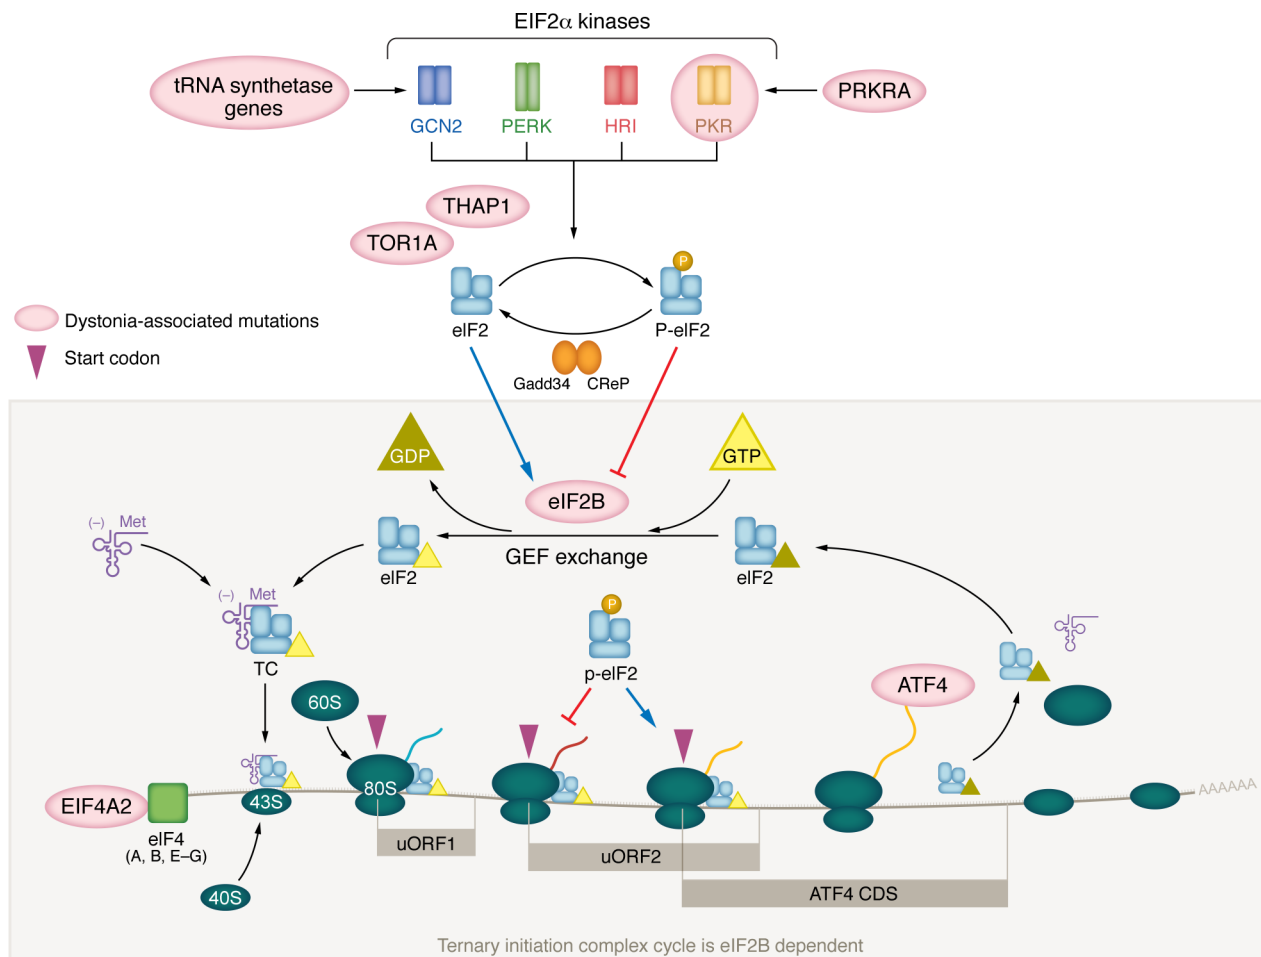 EIF2α kinases
tRNA synthetase
genes
GCN2
PERK
HRI
PKR
PRKRA
THAP1
TOR1A
P
eIF2
P-eIF2
Gadd34
CReP
Dystonia-associated mutations
Start codon
GDP
GTP
eIF2B
(–)
Met
eIF2
GEF exchange
eIF2
(–)
Met
TC
P
p-eIF2
ATF4
60S
80S
43S
EIF4A2
eIF4
(A, B, E–G)
40S
AAAAAA
uORF1
uORF2
ATF4 CDS
Ternary initiation complex cycle is eIF2B dependent